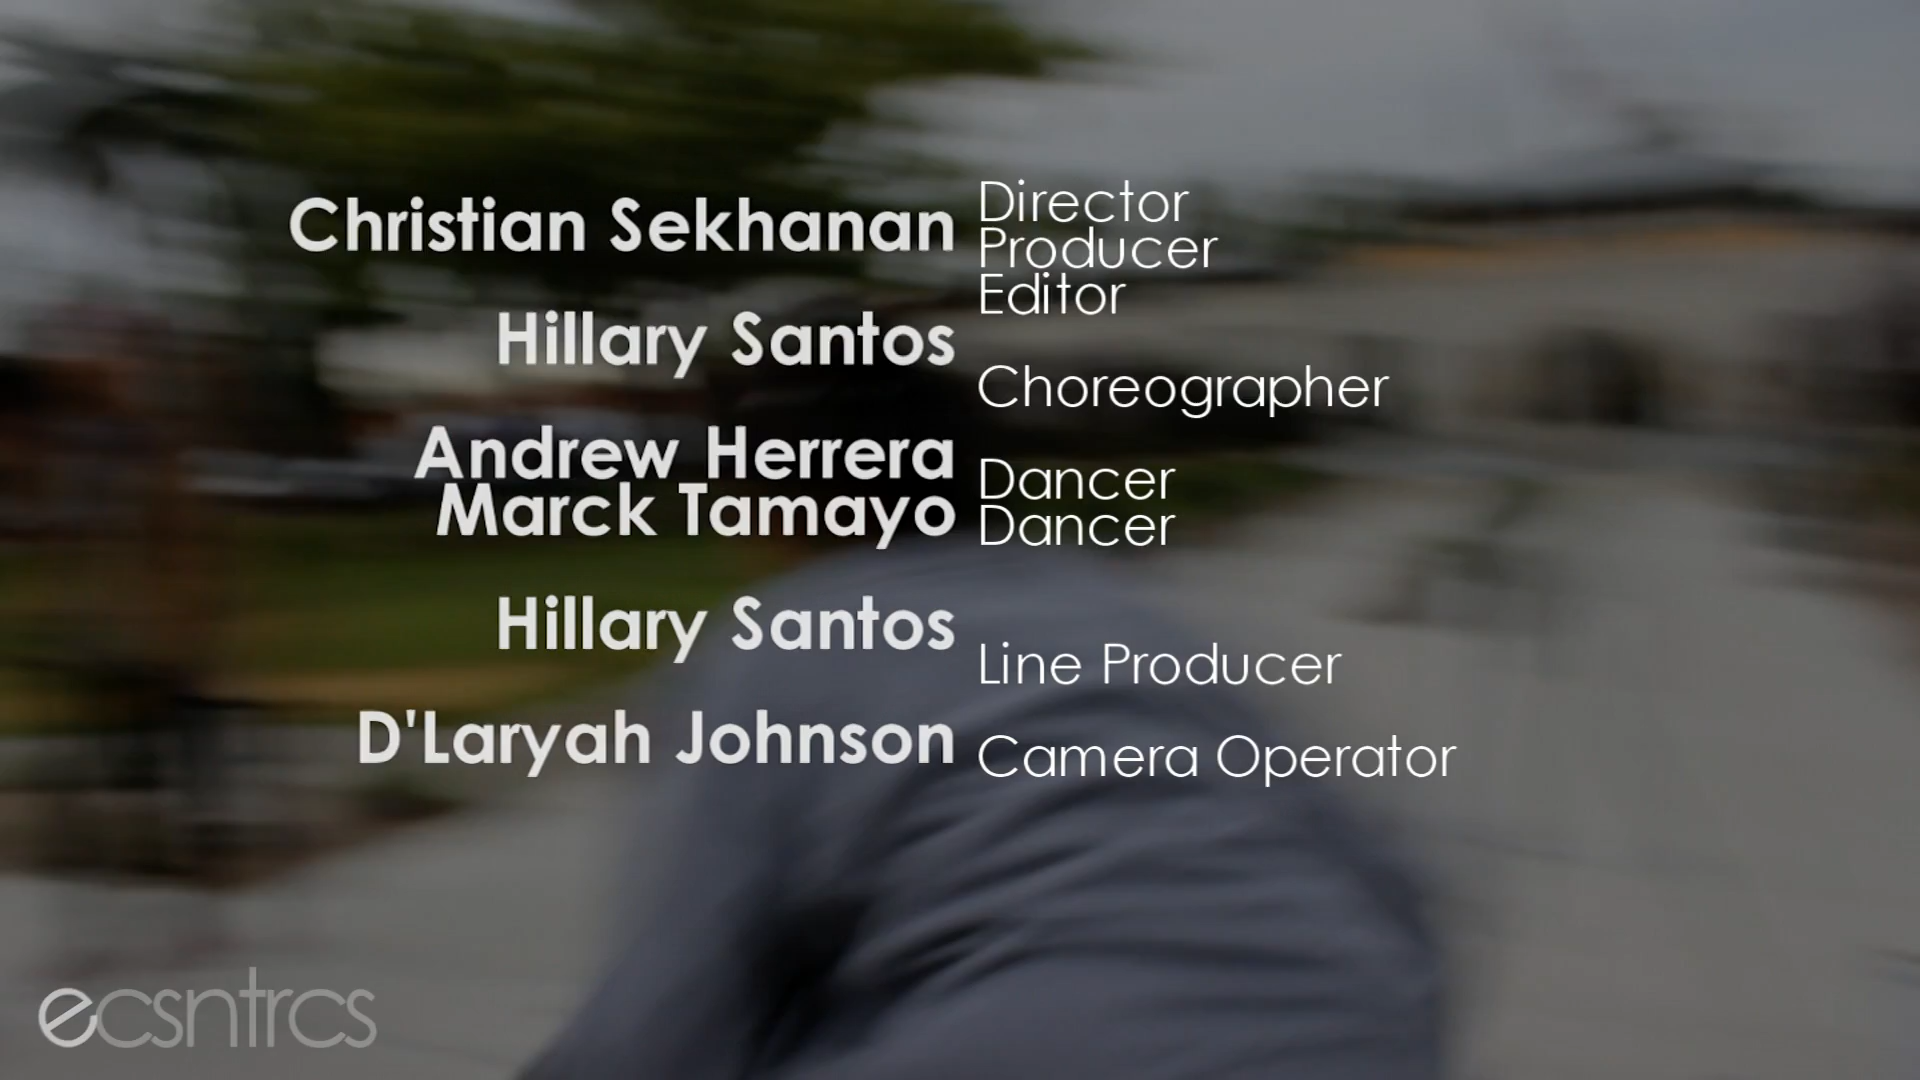 Christian Sekhanan
Hillary Santos
Andrew Herrera
Marck Tamayo
Hillary Santos
D'Laryah Johnson
Director
Producer
Editor
Choreographer
Dancer
Dancer
Line Producer
Camera Operator
ecsntrcs